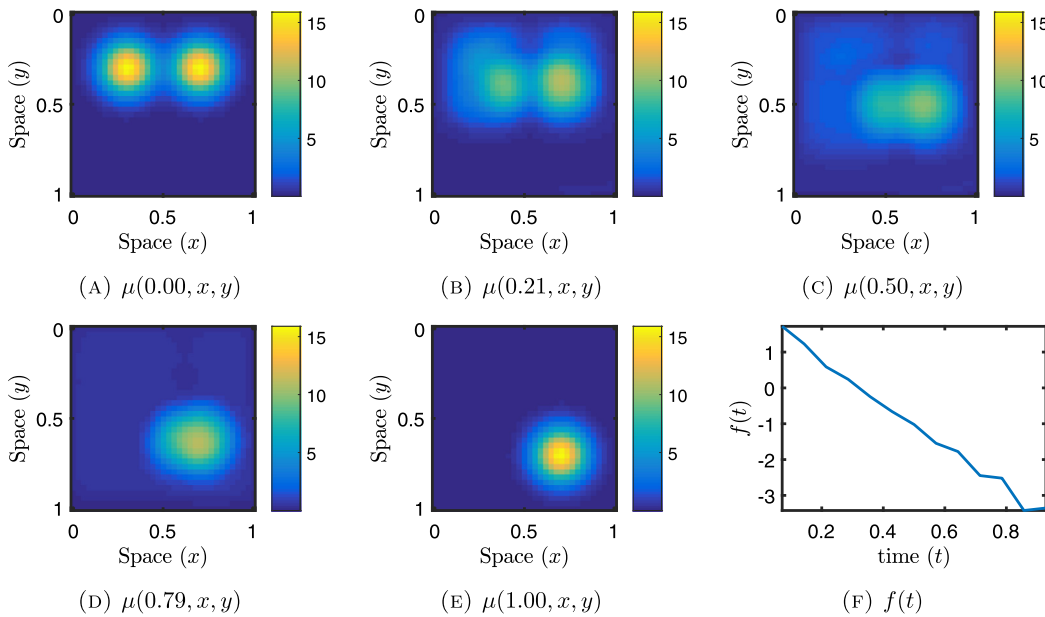 0
0.5
1
Space (y)
0 0.5 1
Space (x)
15
10
5
(A) μ(0.00, x, y)
0
0.5
1
Space (y)
0 0.5 1
Space (x)
15
10
5
(B) μ(0.21, x, y)
0
0.5
1
Space (y)
0 0.5 1
Space (x)
15
10
5
(C) μ(0.50, x, y)
0
0.5
1
Space (y)
0 0.5 1
Space (x)
15
10
5
(D) μ(0.79, x, y)
0
0.5
1
Space (y)
0 0.5 1
Space (x)
15
10
5
(E) μ(1.00, x, y)
1
0
-1
-2
-3
f(t)
0.2 0.4 0.6 0.8
time (t)
(F) f(t)